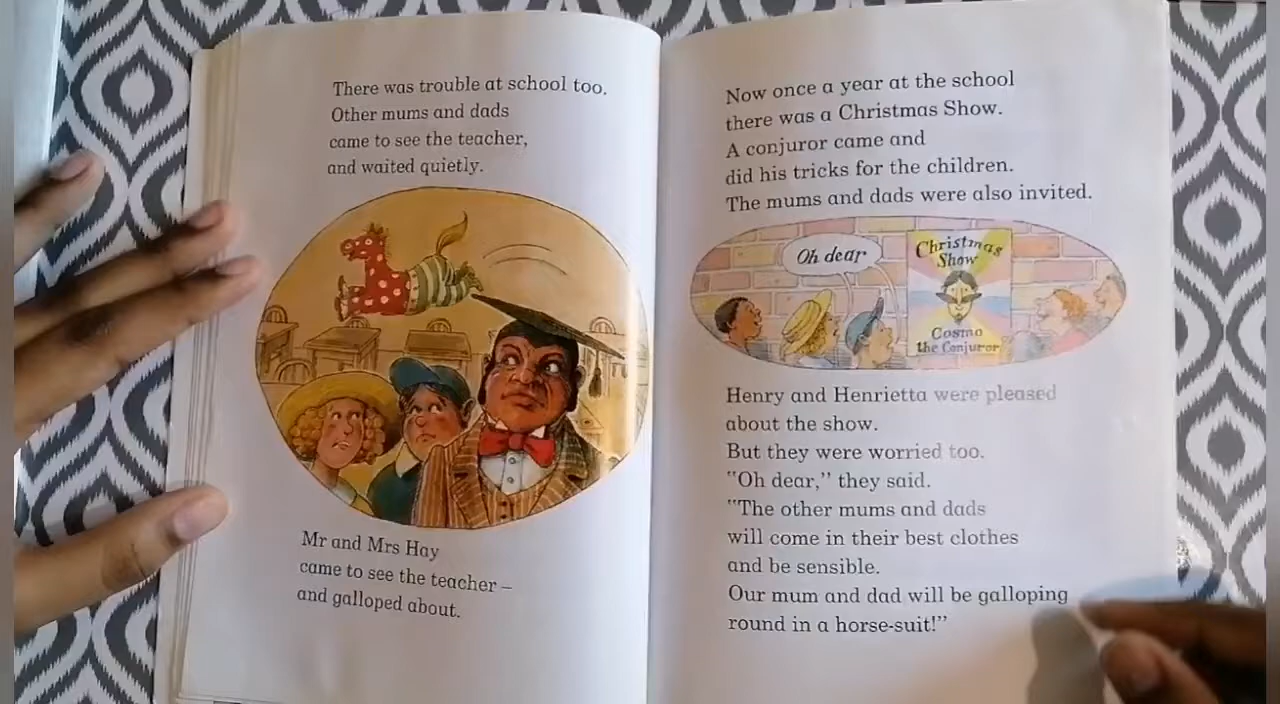 There was trouble at school too.
Other mums and dads
came to see the teacher,
and waited quietly.
Mr and Mrs Hay
came to see the teacher –
and galloped about.
Now once a year at the school
there was a Christmas Show.
A conjuror came and
did his tricks for the children.
The mums and dads were also invited.
Oh dear
Christmas
Show
Cosmo
the Conjuror
Henry and Henrietta were pleased
about the show.
But they were worried too.
"Oh dear," they said.
"The other mums and dads
will come in their best clothes
and be sensible.
Our mum and dad will be galloping
round in a horse-suit!"